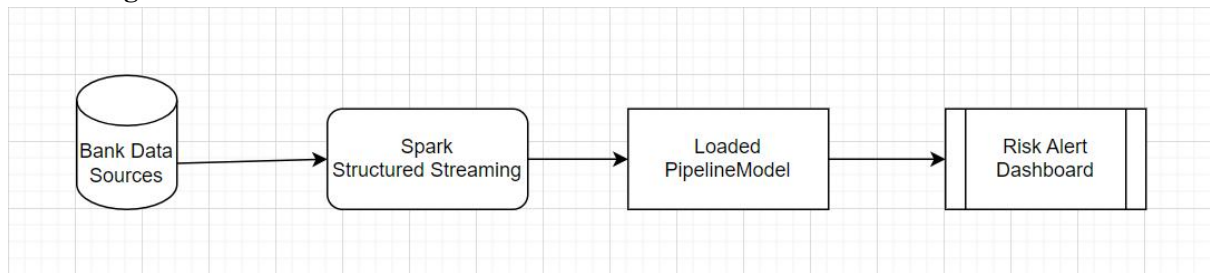 Bank Data
Sources
Spark
Structured Streaming
Loaded
PipelineModel
Risk Alert
Dashboard